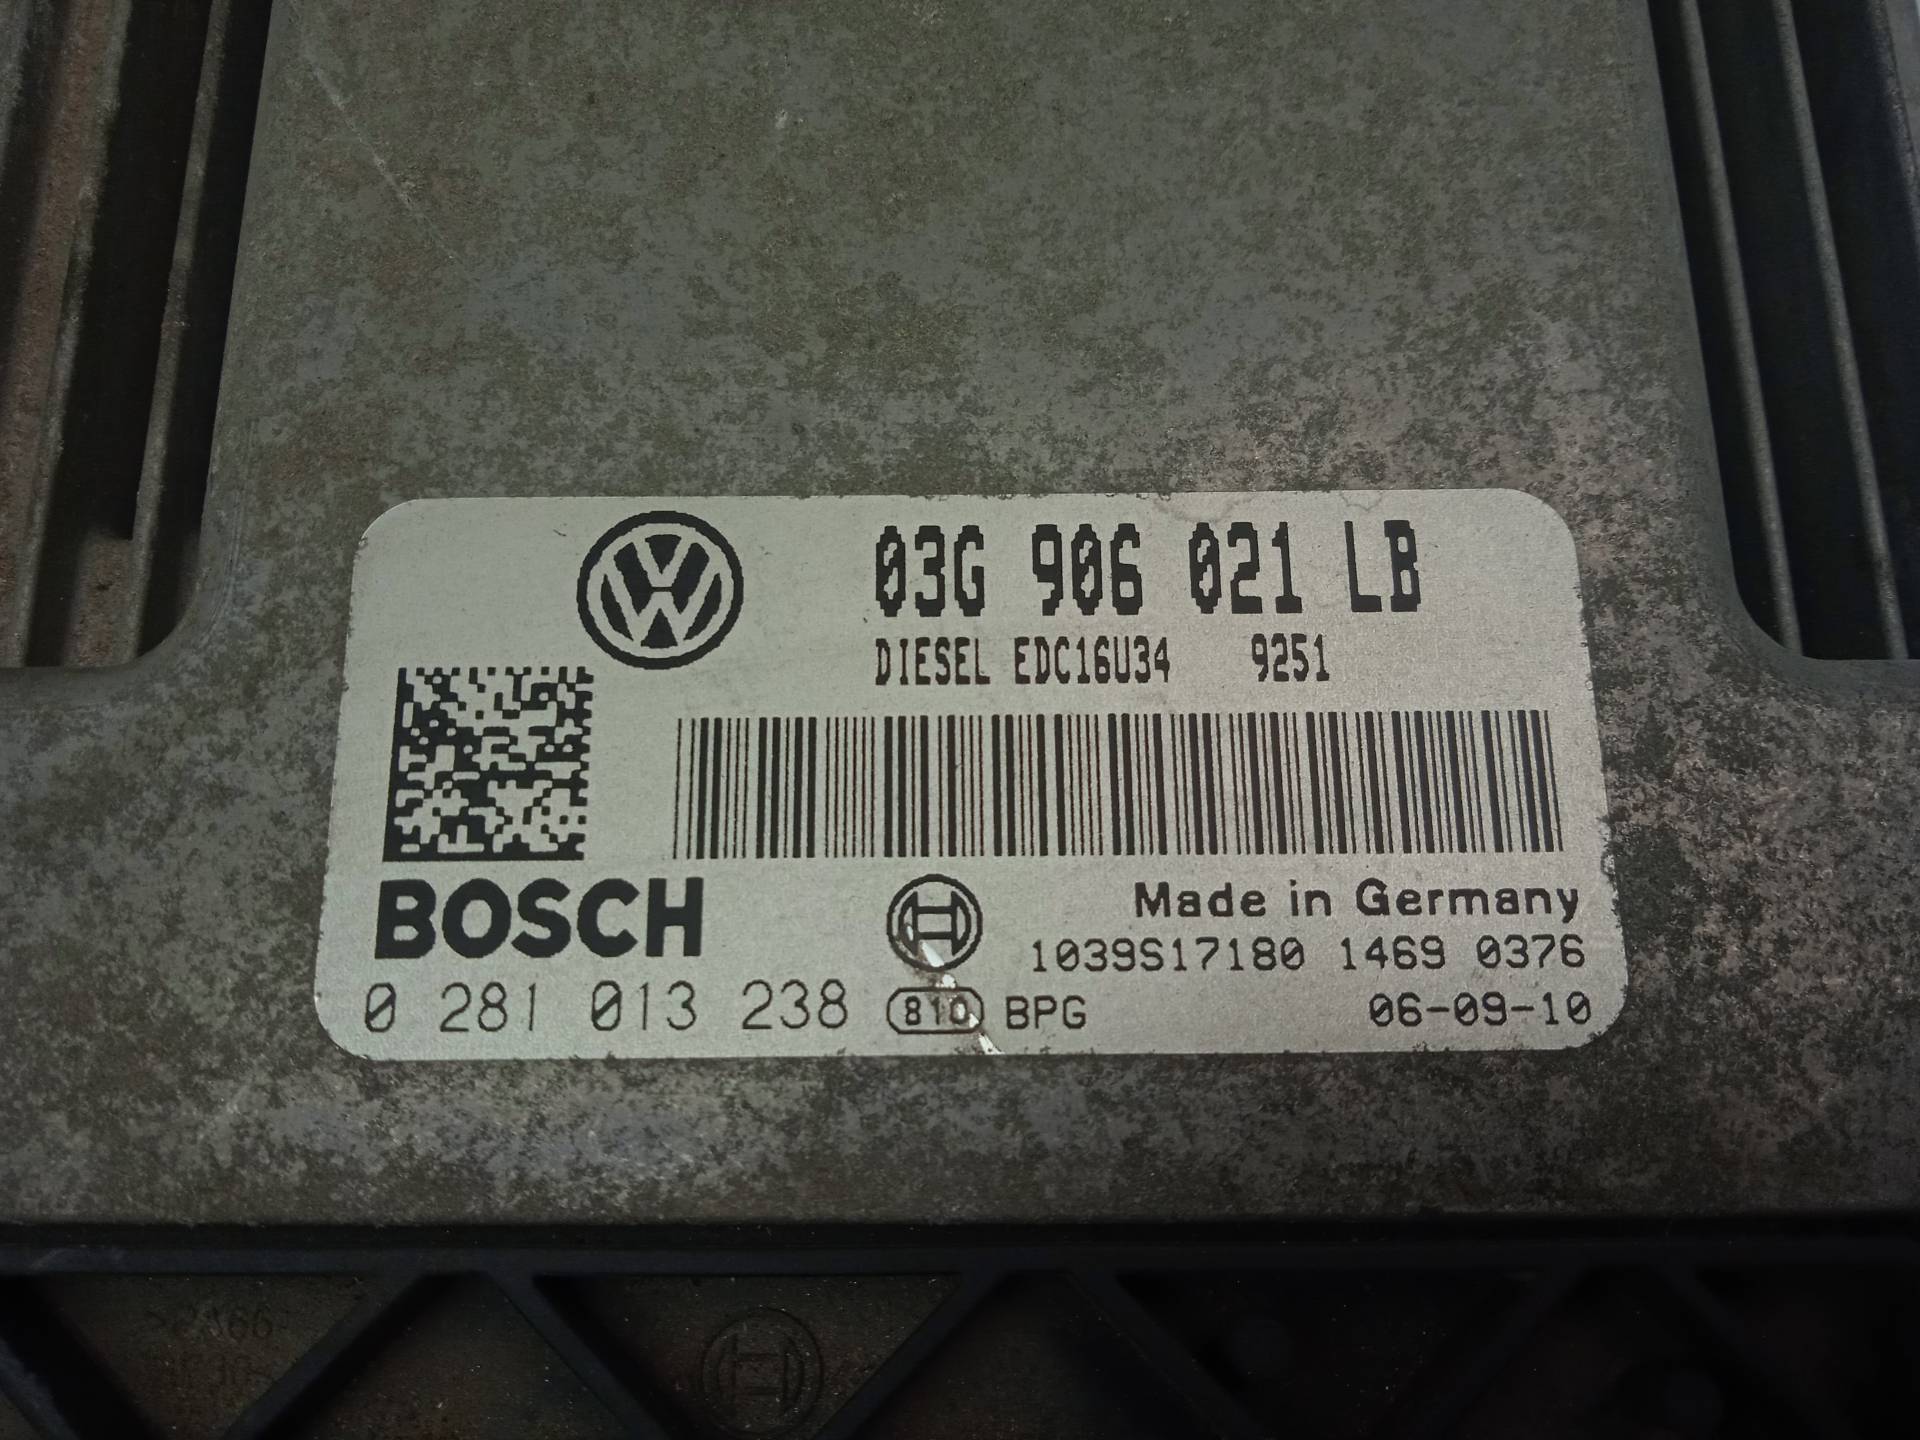 03G 906 021 LB
DIESEL EDC16U34 9251
BOSCH
Made in Germany
1039S17180 1469 0376
0 281 013 238 810 BPG 06-09-10